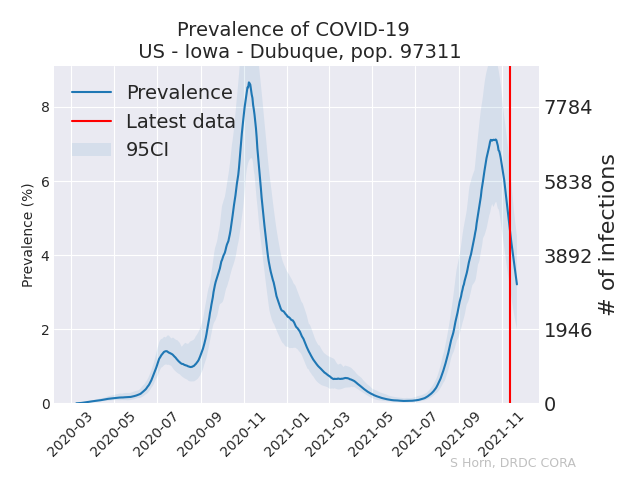 Prevalence of COVID-19
US - Iowa - Dubuque, pop. 97311
Prevalence
Latest data
95CI
Prevalence (%)
8
6
4
2
0
7784
5838
3892
1946
0
# of infections
2020-03
2020-05
2020-07
2020-09
2020-11
2021-01
2021-03
2021-05
2021-07
2021-09
2021-11
S Horn, DRDC CORA